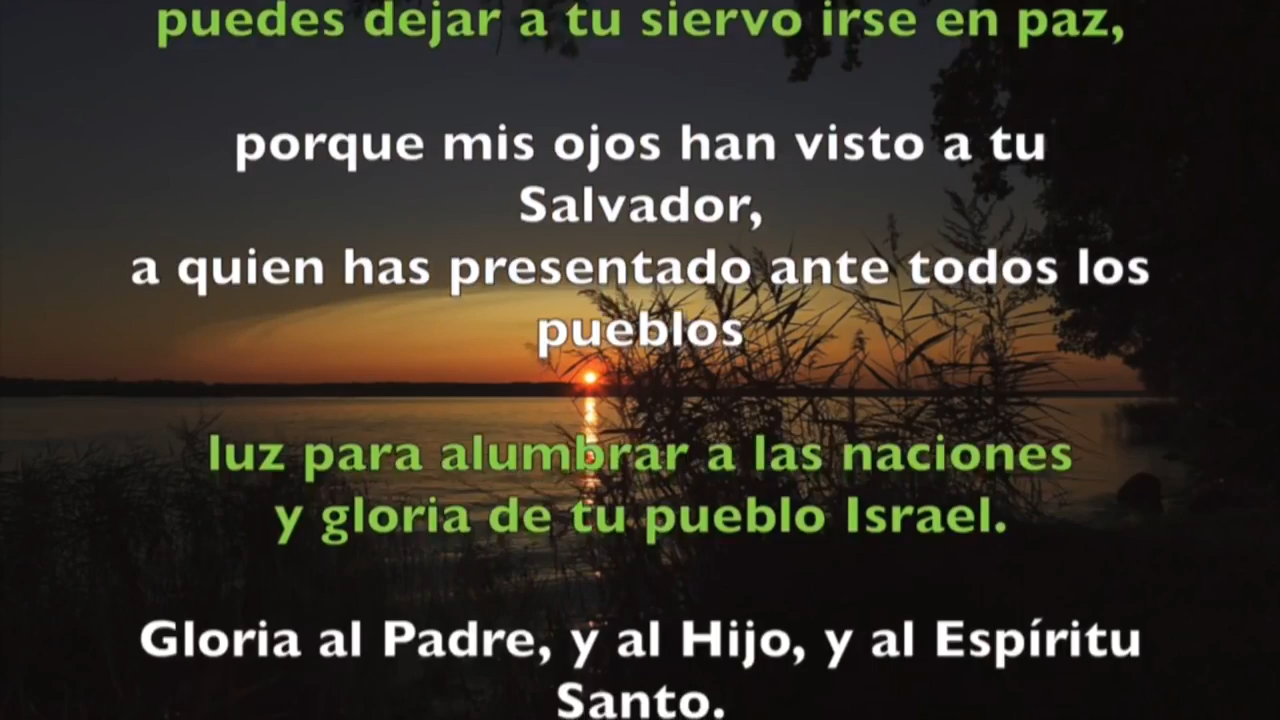 puedes dejar a tu siervo irse en paz,
porque mis ojos han visto a tu
Salvador,
a quien has presentado ante todos los
pueblos
luz para alumbrar a las naciones
y gloria de tu pueblo Israel.
Gloria al Padre, y al Hijo, y al Espíritu
Santo.